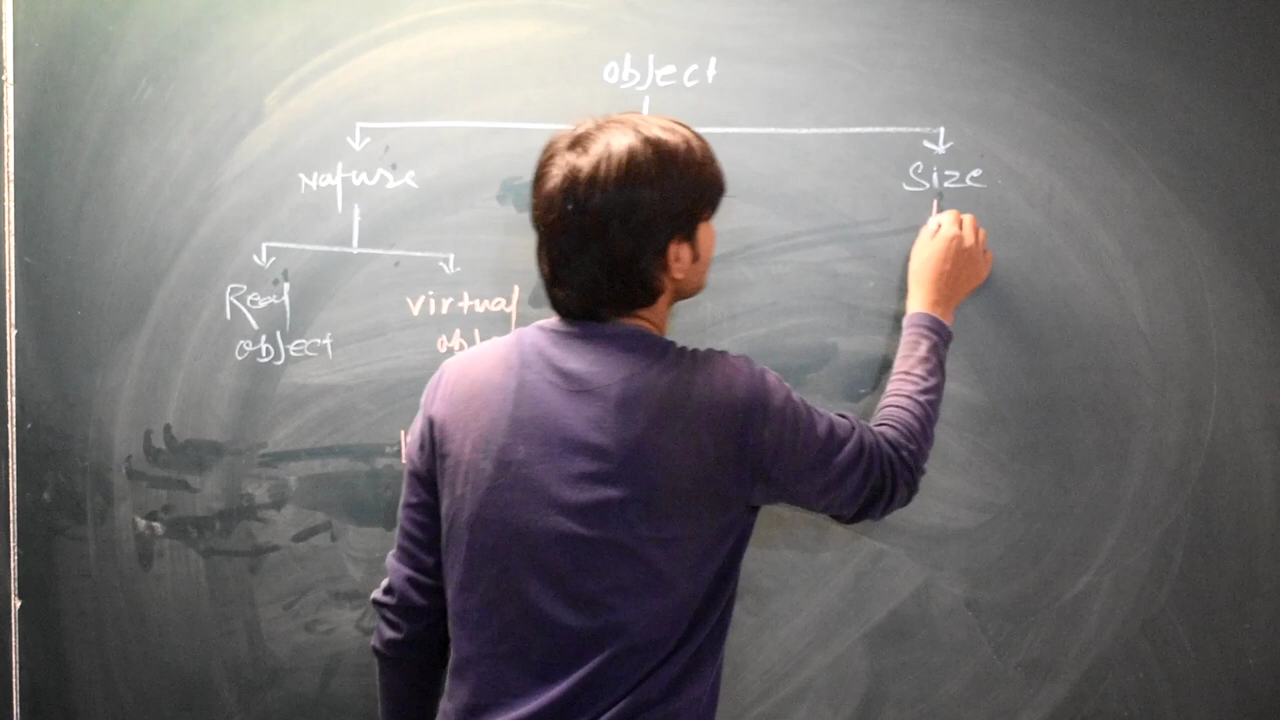 object
Nature
Size
Real
object
virtual